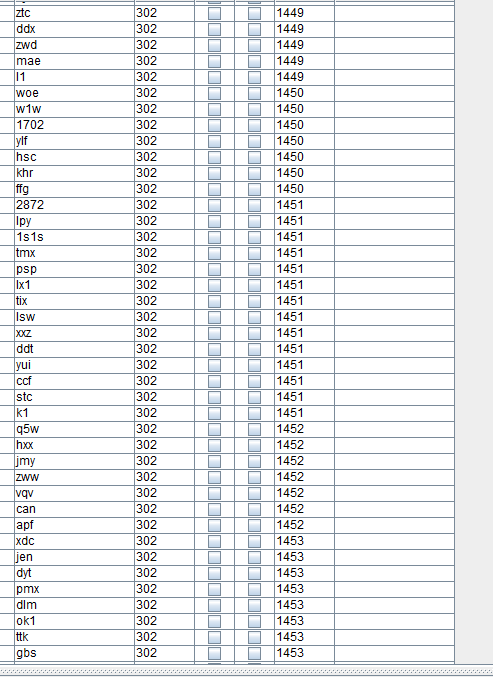 ztc 302 1449
ddx 302 1449
zwd 302 1449
mae 302 1449
l1 302 1449
woe 302 1450
w1w 302 1450
1702 302 1450
ylf 302 1450
hsc 302 1450
khr 302 1450
ffg 302 1450
2872 302 1451
lpy 302 1451
1s1s 302 1451
tmx 302 1451
psp 302 1451
lx1 302 1451
tix 302 1451
lsw 302 1451
xxz 302 1451
ddt 302 1451
yui 302 1451
ccf 302 1451
stc 302 1451
k1 302 1451
q5w 302 1452
hxx 302 1452
jmy 302 1452
zww 302 1452
vqv 302 1452
can 302 1452
apf 302 1452
xdc 302 1453
jen 302 1453
dyt 302 1453
pmx 302 1453
dlm 302 1453
ok1 302 1453
ttk 302 1453
gbs 302 1453